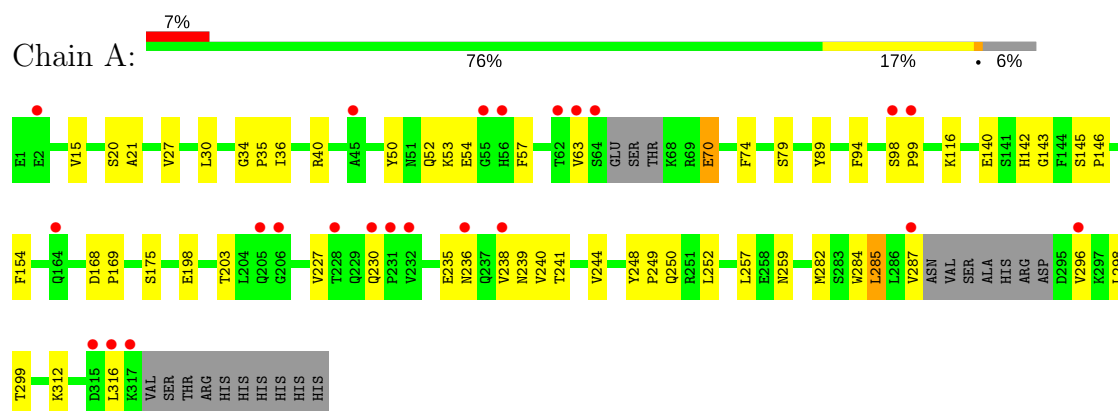 7%
Chain A:
76% 17% • 6%
E1 E2 V15 S20 A21 V27 L30 G34 P35 I36 R40 A45 Y50 N51 Q52 K53 E54 G55 H56 F57 T62 V63 S64 GLU SER THR K68 R69 E70 F74 S79 Y89 F94 S98 P99 K116 E140 S141 H142 G143 F144 S145 P146
F154 Q164 D168 P169 S175 E198 T203 L204 Q205 G206 V227 T228 Q229 Q230 P231 V232 E235 N236 Q237 V238 N239 V240 T241 V244 Y248 P249 Q250 R251 L252 L257 E258 N259 M282 S283 W284 L285 L286 V287 ASN VAL SER ALA HIS ARG ASP D295 V296 K297 L298
T299 K312 D315 L316 K317 VAL SER THR ARG HIS HIS HIS HIS HIS HIS